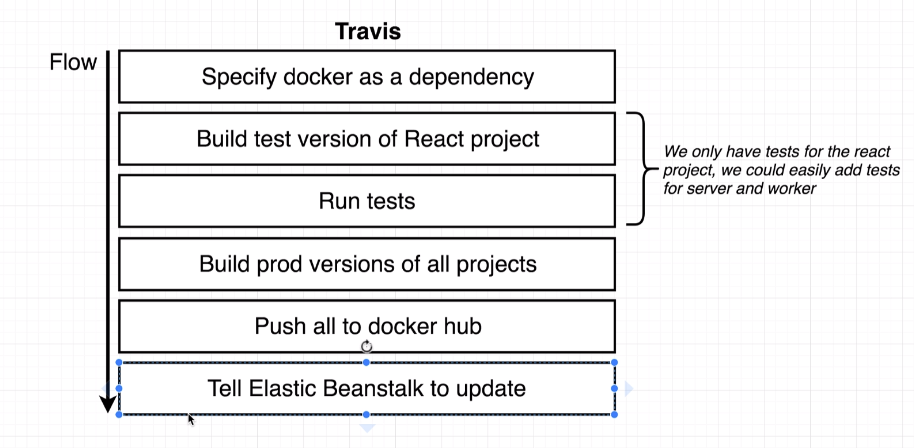 Travis
Flow
Specify docker as a dependency
Build test version of React project
We only have tests for the react
project, we could easily add tests
for server and worker
Run tests
Build prod versions of all projects
Push all to docker hub
Tell Elastic Beanstalk to update